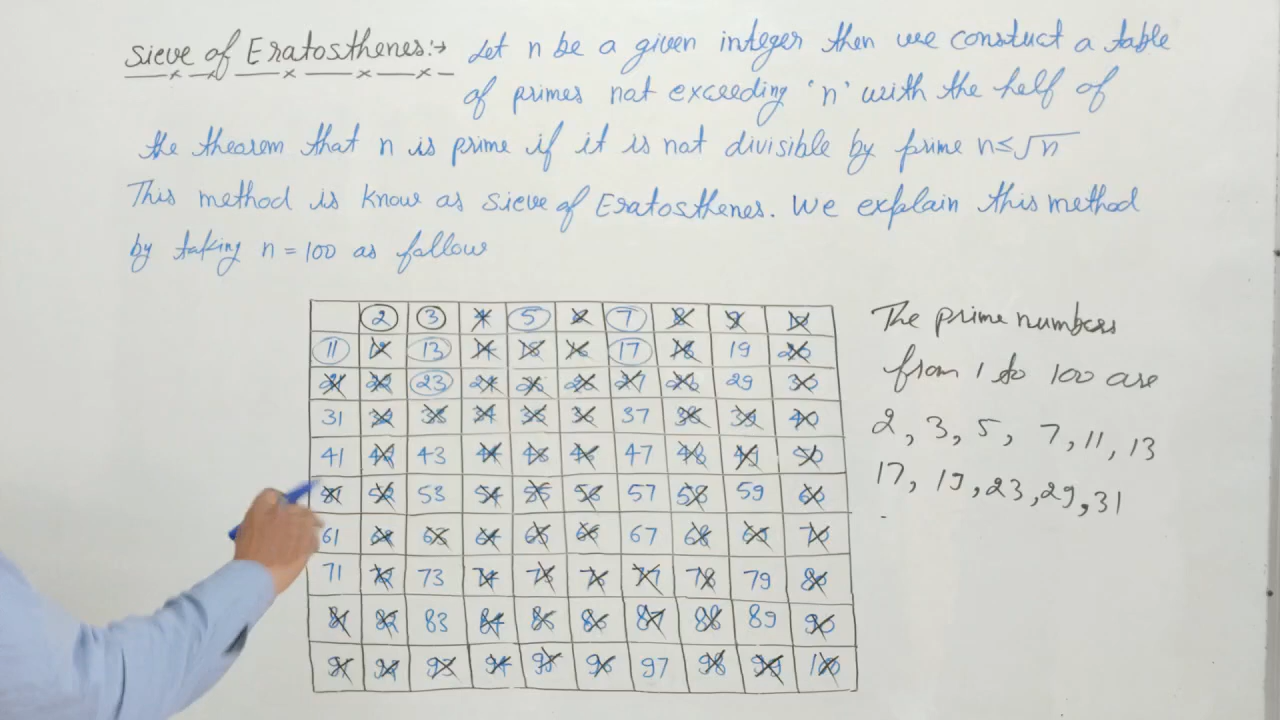 Sieve of Eratosthenes:→ Let n be a given integer then we construct a table
of primes not exceeding 'n' with the half of
the theorem that n is prime if it is not divisible by prime n≤√n
This method is know as Sieve of Eratosthenes. We explain this method
by taking n = 100 as follow
2 3 4 5 6 7 8 9 10
11 12 13 14 15 16 17 18 19 20
21 22 23 24 25 26 27 28 29 30
31 32 33 34 35 36 37 38 39 40
41 42 43 44 45 46 47 48 49 50
51 52 53 54 55 56 57 58 59 60
61 62 63 64 65 66 67 68 69 70
71 72 73 74 75 76 77 78 79 80
81 82 83 84 85 86 87 88 89 90
91 92 93 94 95 96 97 98 99 100
The prime numbers
from 1 to 100 are
2, 3, 5, 7, 11, 13
17, 19, 23, 29, 31